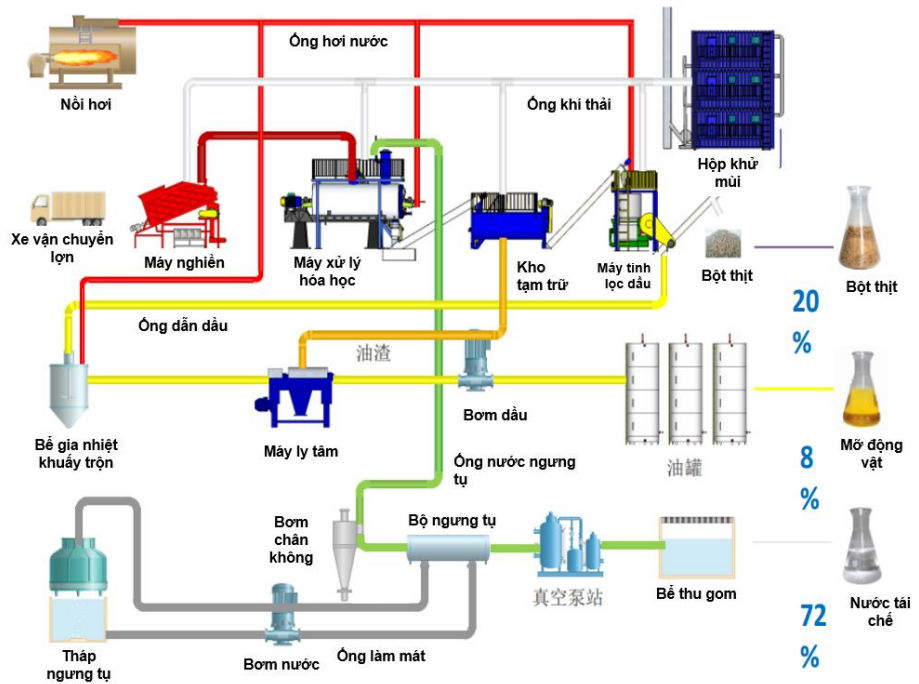 Ống hơi nước
Nồi hơi
Ống khí thải
Hộp khử
mùi
Xe vận chuyển
lợn
Máy nghiền
Máy xử lý
hóa học
Kho
tạm trữ
Máy tinh
lọc dầu
Bột thịt
Bột thịt
20
%
Ống dẫn dầu
油渣
Bơm dầu
Bể gia nhiệt
khuấy trộn
Máy ly tâm
油罐
Mỡ động
vật
8
%
Ống nước ngưng
tụ
Bơm
chân
không
Bộ ngưng tụ
真空泵站
Bể thu gom
Nước tái
chế
72
%
Tháp
ngưng tụ
Bơm nước
Ống làm mát